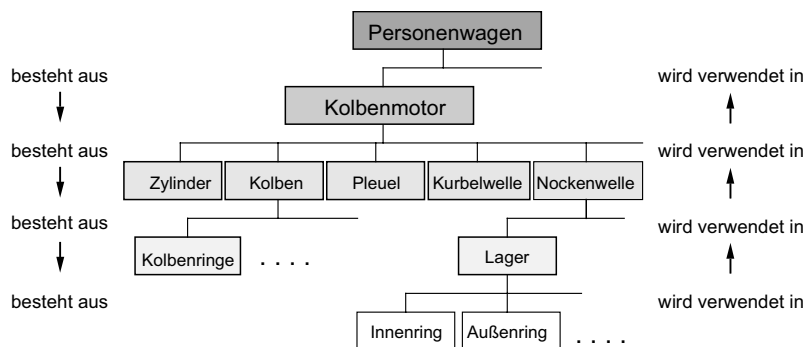 Personenwagen
besteht aus wird verwendet in
Kolbenmotor
besteht aus wird verwendet in
Zylinder Kolben Pleuel Kurbelwelle Nockenwelle
besteht aus wird verwendet in
Kolbenringe . . . . Lager
besteht aus wird verwendet in
Innenring Außenring . . . .